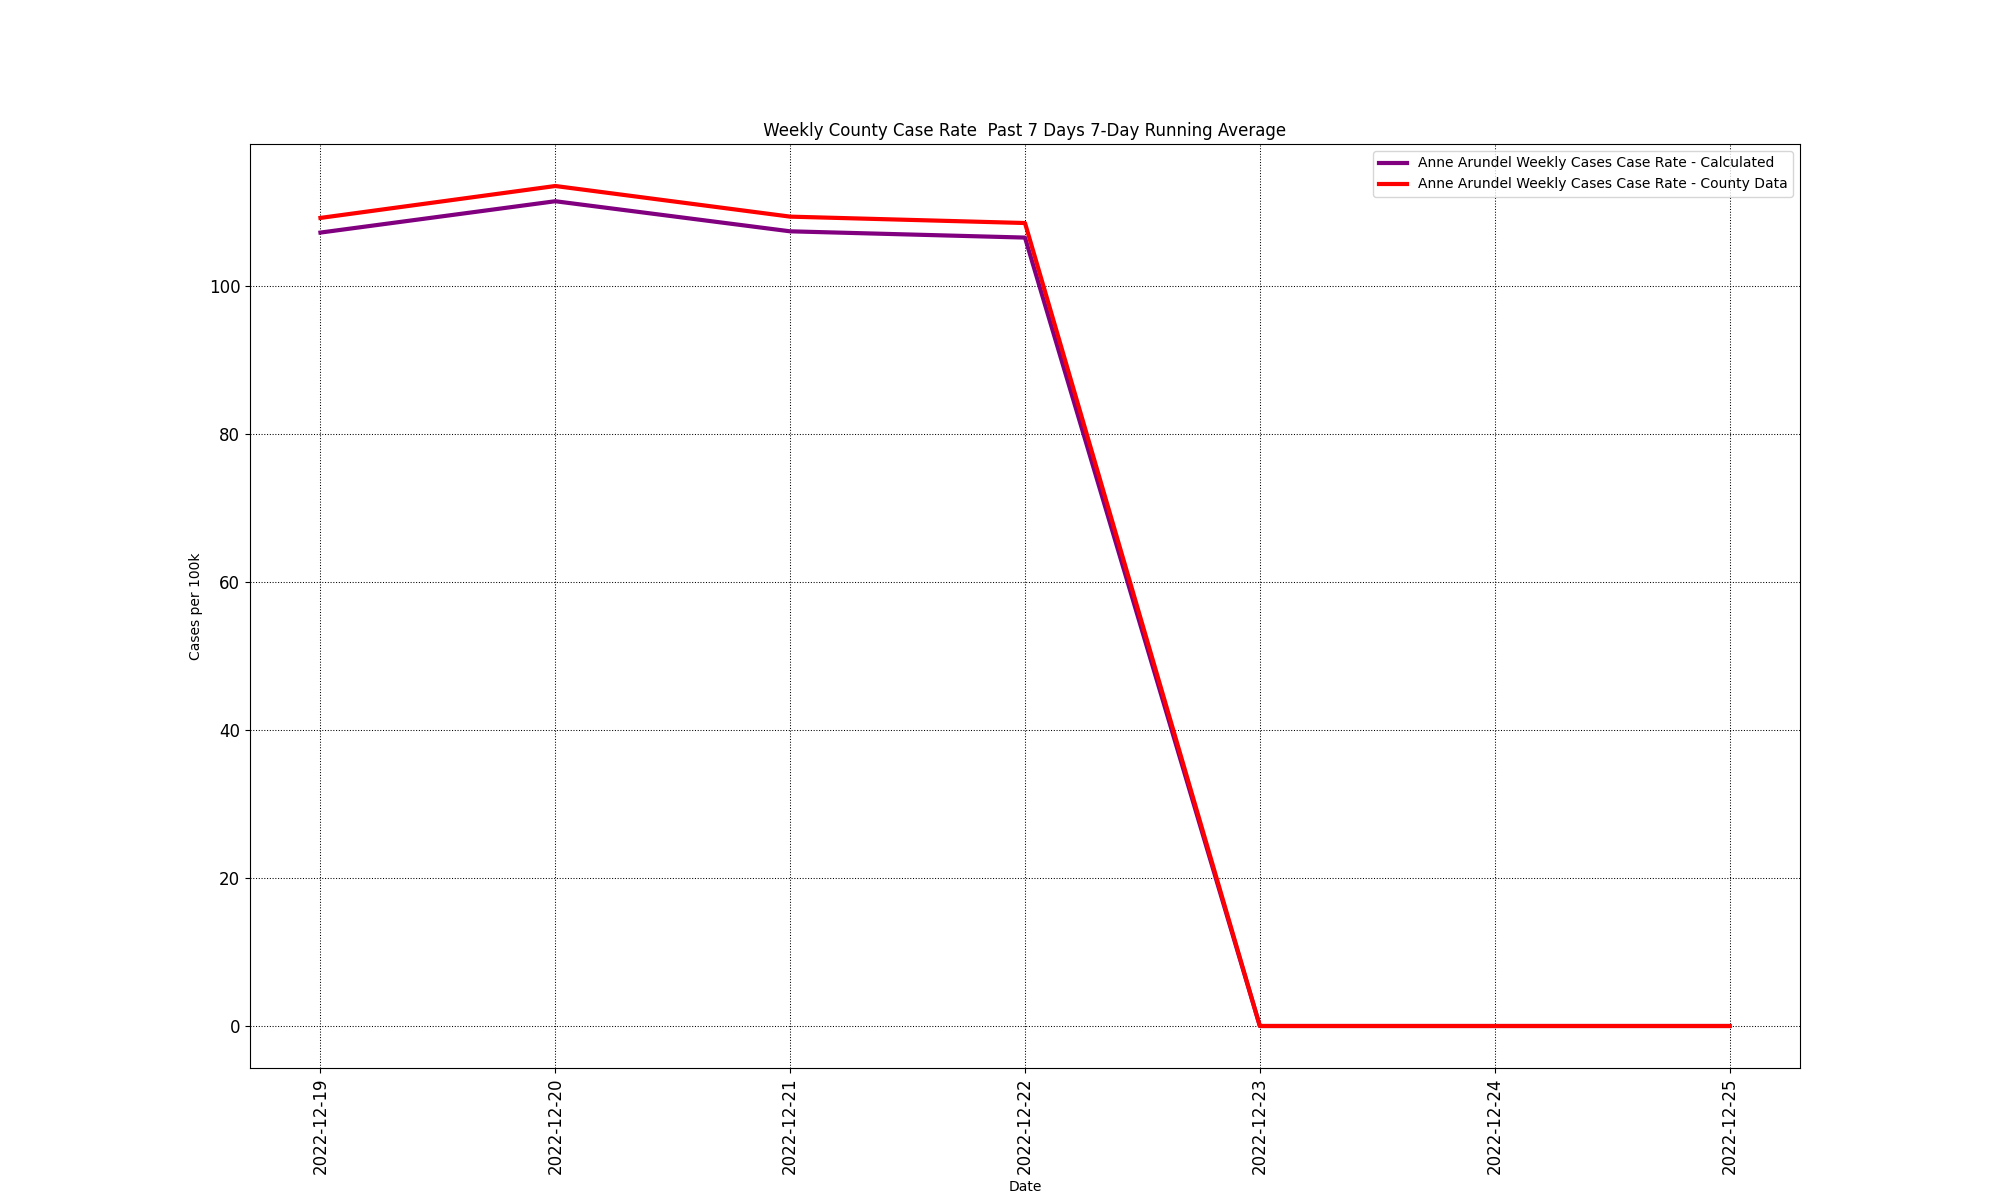 Weekly County Case Rate  Past 7 Days 7-Day Running Average
Anne Arundel Weekly Cases Case Rate - Calculated
Anne Arundel Weekly Cases Case Rate - County Data
Cases per 100k
100
80
60
40
20
0
2022-12-19
2022-12-20
2022-12-21
2022-12-22
2022-12-23
2022-12-24
2022-12-25
Date